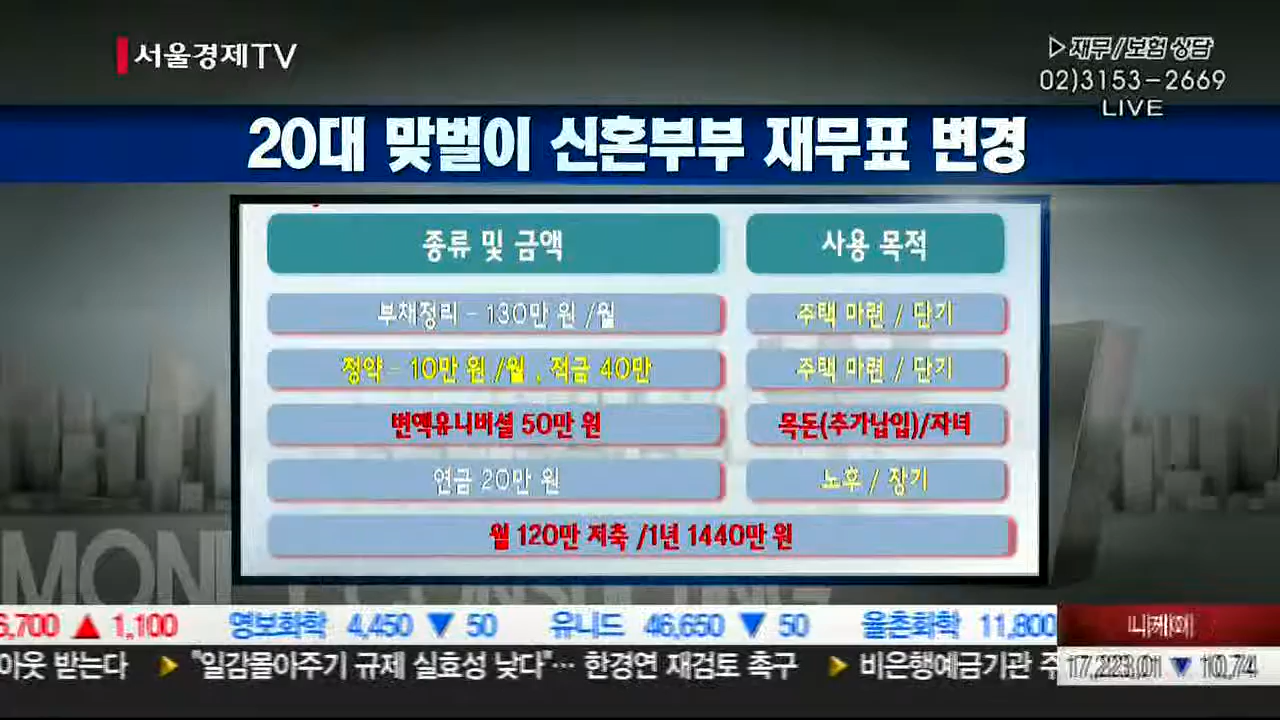 서울경제TV
▷재무/보험 상담
02)3153-2669
LIVE
20대 맞벌이 신혼부부 재무표 변경
종류 및 금액
사용 목적
부채정리 - 130만 원 /월
주택 마련 / 단기
청약 - 10만 원 /월 , 적금 40만
주택 마련 / 단기
변액유니버셜 50만 원
목돈(추가납입)/자녀
연금 20만 원
노후 / 장기
월 120만 저축 /1년 1440만 원
6,700 ▲ 1,100 영보화학 4,450 ▼ 50 유니드 46,650 ▼ 50 율촌화학 11,800
니케이
아웃 받는다 "일감몰아주기 규제 실효성 낮다"… 한경연 재검토 촉구 비은행예금기관
17,223.01 ▼ 10.74